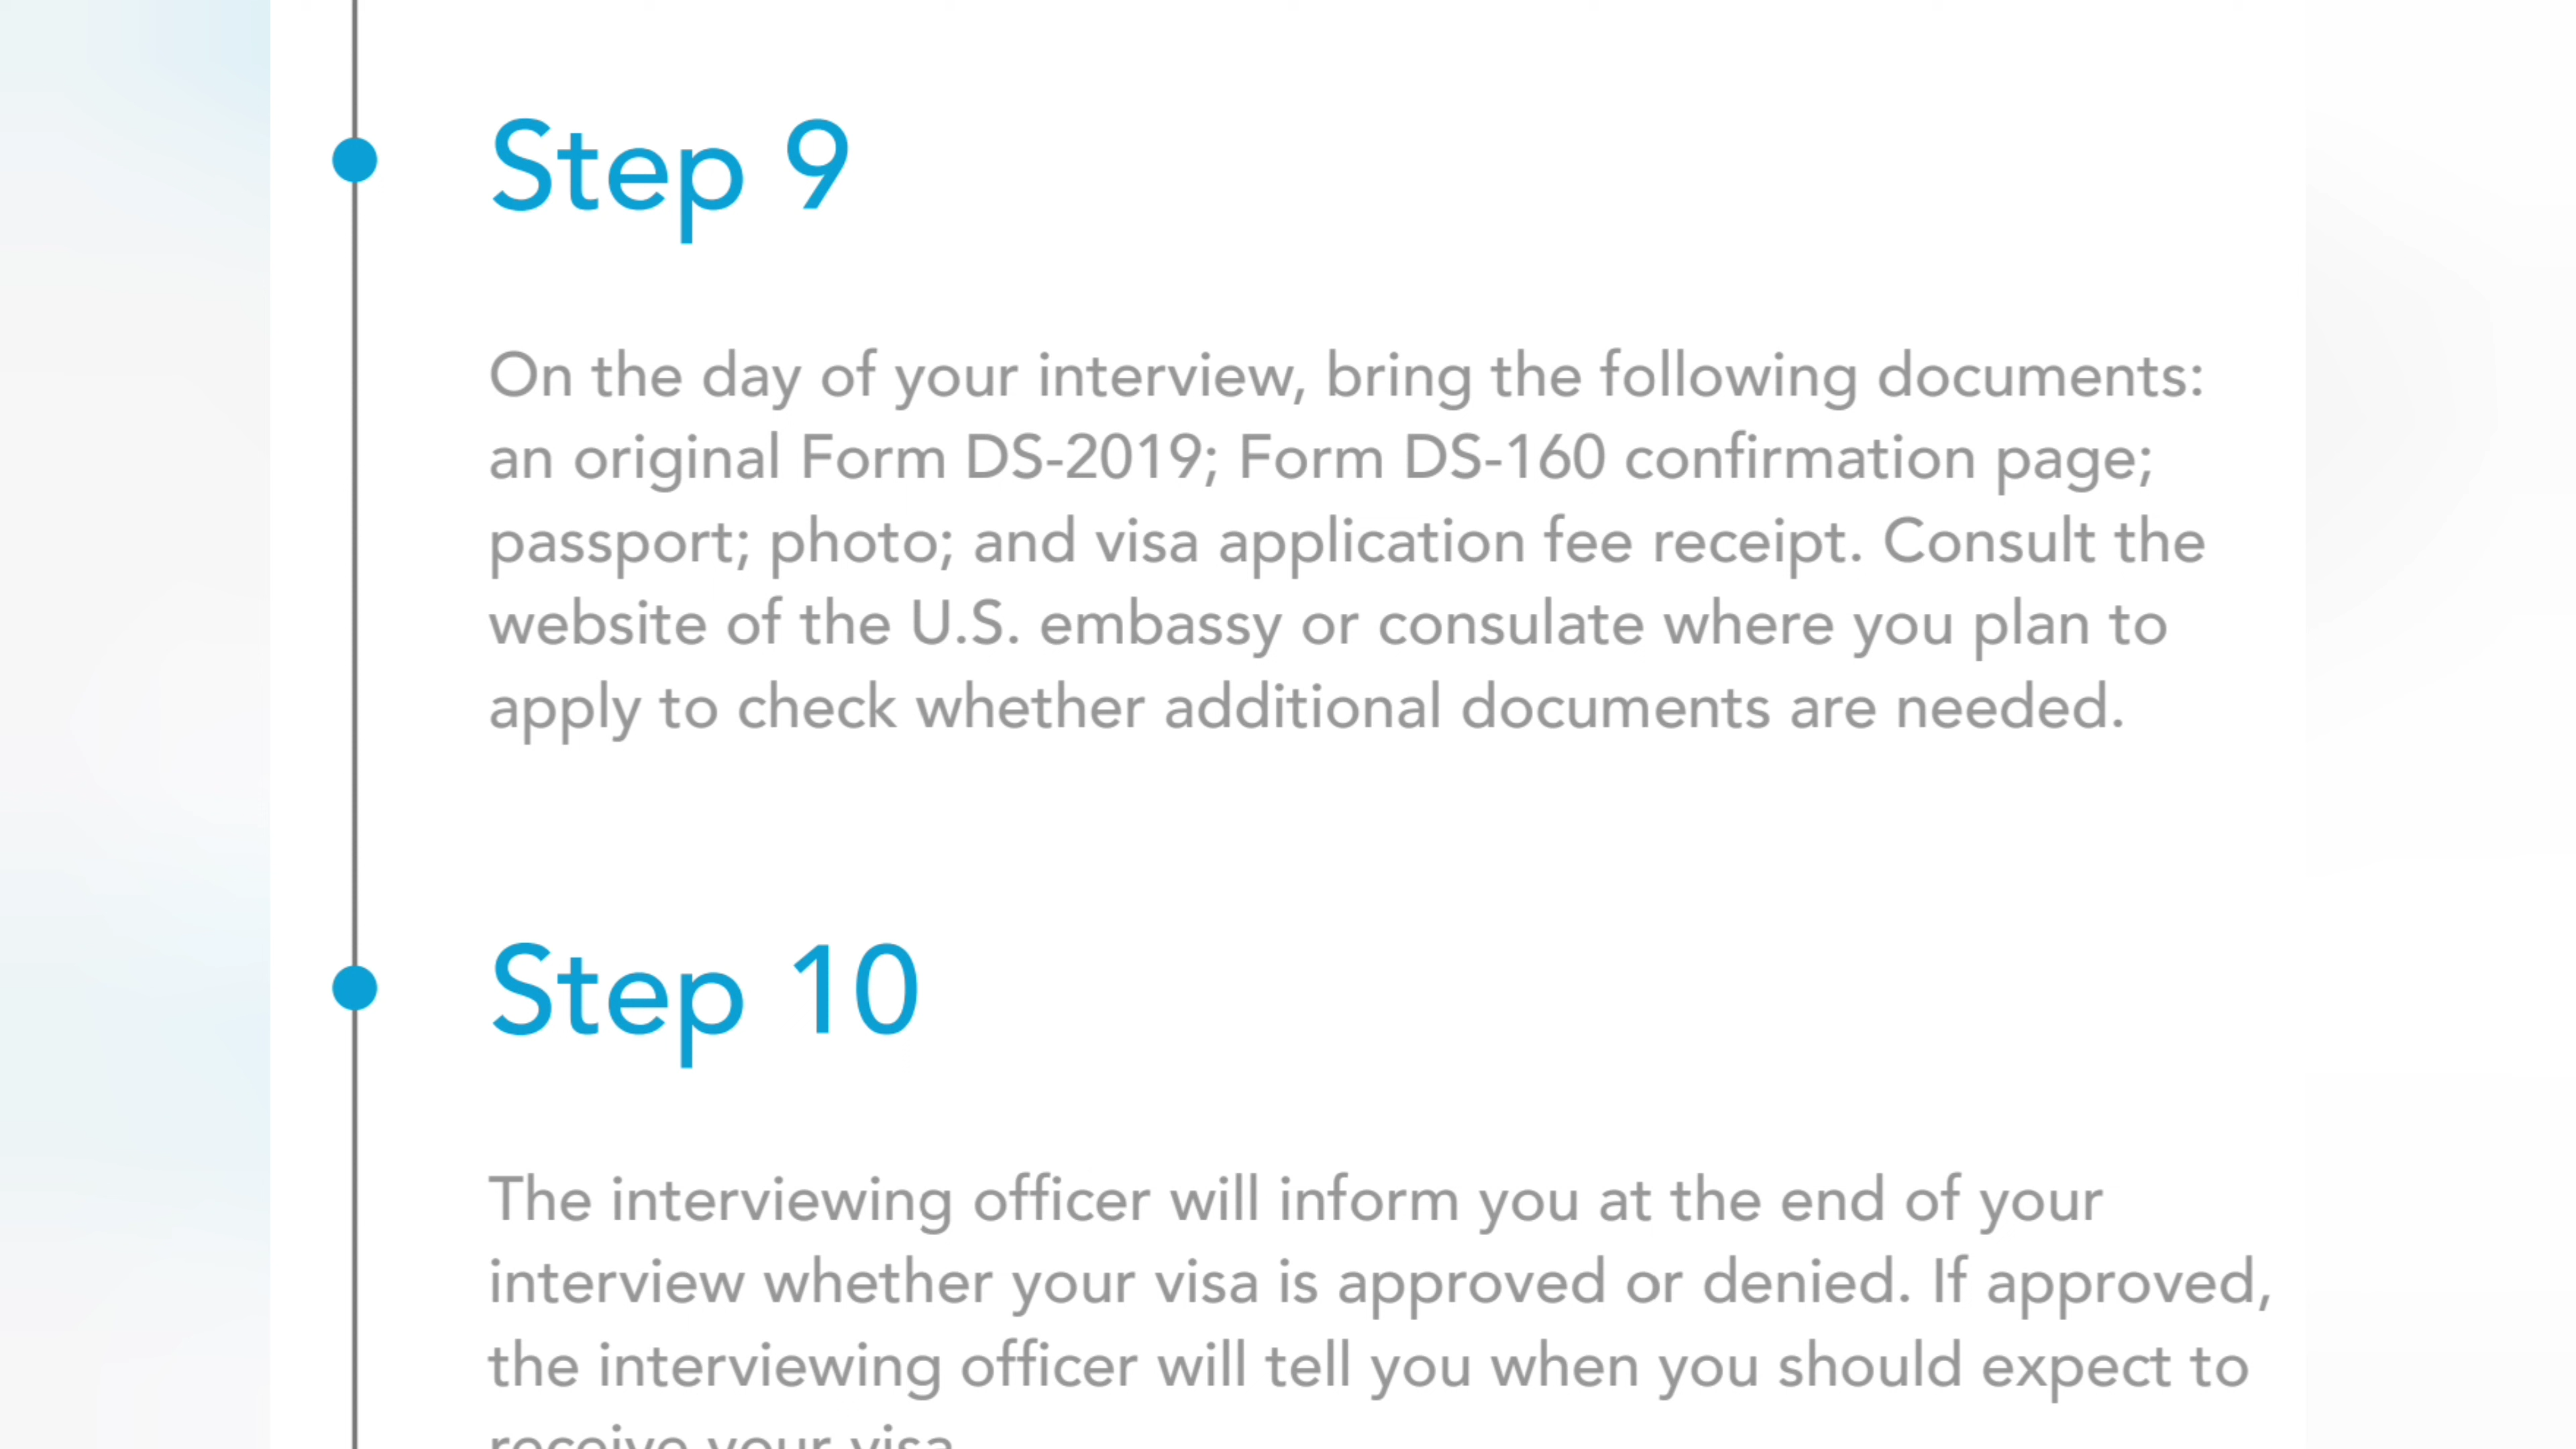 Step 9
On the day of your interview, bring the following documents:
an original Form DS-2019; Form DS-160 confirmation page;
passport; photo; and visa application fee receipt. Consult the
website of the U.S. embassy or consulate where you plan to
apply to check whether additional documents are needed.
Step 10
The interviewing officer will inform you at the end of your
interview whether your visa is approved or denied. If approved,
the interviewing officer will tell you when you should expect to
receive your visa